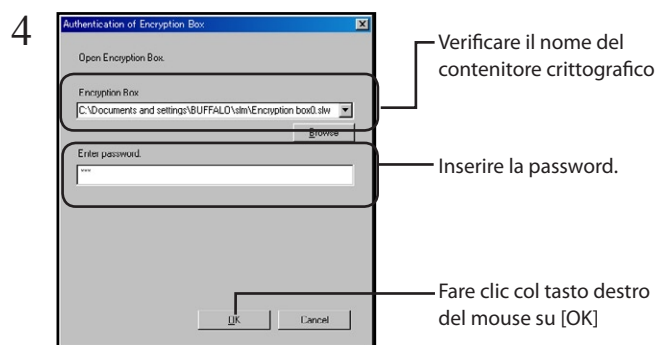 4
Authentication of Encryption Box
Open Encryption Box.
Encryption Box
C:\Documents and settings\BUFFALO\slm\Encryption box0.slw
Browse
Enter password.
***
OK
Cancel
Verificare il nome del
contenitore crittografico
Inserire la password.
Fare clic col tasto destro
del mouse su [OK]